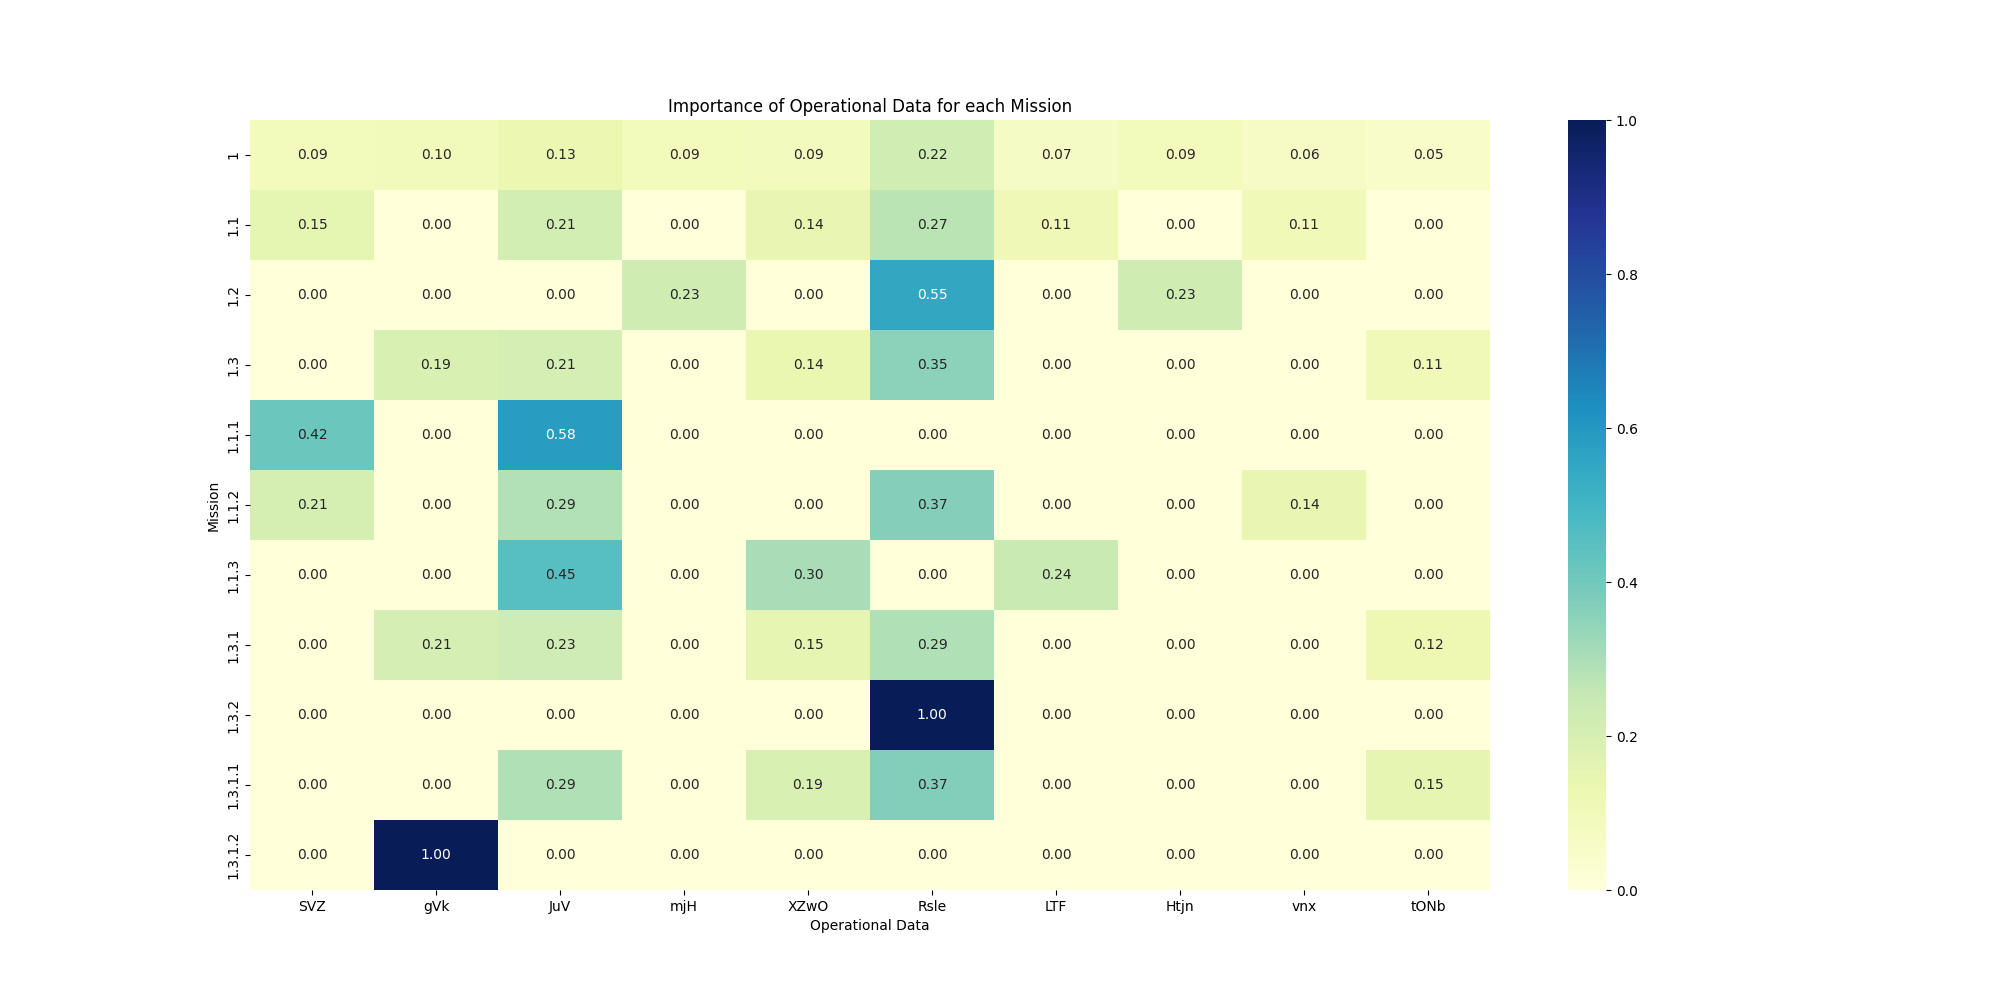 Importance of Operational Data for each Mission
1 0.09 0.10 0.13 0.09 0.09 0.22 0.07 0.09 0.06 0.05
1.1 0.15 0.00 0.21 0.00 0.14 0.27 0.11 0.00 0.11 0.00
1.2 0.00 0.00 0.00 0.23 0.00 0.55 0.00 0.23 0.00 0.00
1.3 0.00 0.19 0.21 0.00 0.14 0.35 0.00 0.00 0.00 0.11
1.1.1 0.42 0.00 0.58 0.00 0.00 0.00 0.00 0.00 0.00 0.00
1.1.2 0.21 0.00 0.29 0.00 0.00 0.37 0.00 0.00 0.14 0.00
1.1.3 0.00 0.00 0.45 0.00 0.30 0.00 0.24 0.00 0.00 0.00
1.3.1 0.00 0.21 0.23 0.00 0.15 0.29 0.00 0.00 0.00 0.12
1.3.2 0.00 0.00 0.00 0.00 0.00 1.00 0.00 0.00 0.00 0.00
1.3.1.1 0.00 0.00 0.29 0.00 0.19 0.37 0.00 0.00 0.00 0.15
1.3.1.2 0.00 1.00 0.00 0.00 0.00 0.00 0.00 0.00 0.00 0.00
Mission
SVZ gVk JuV mjH XZwO Rsle LTF Htjn vnx tONb
Operational Data
1.0
0.8
0.6
0.4
0.2
0.0